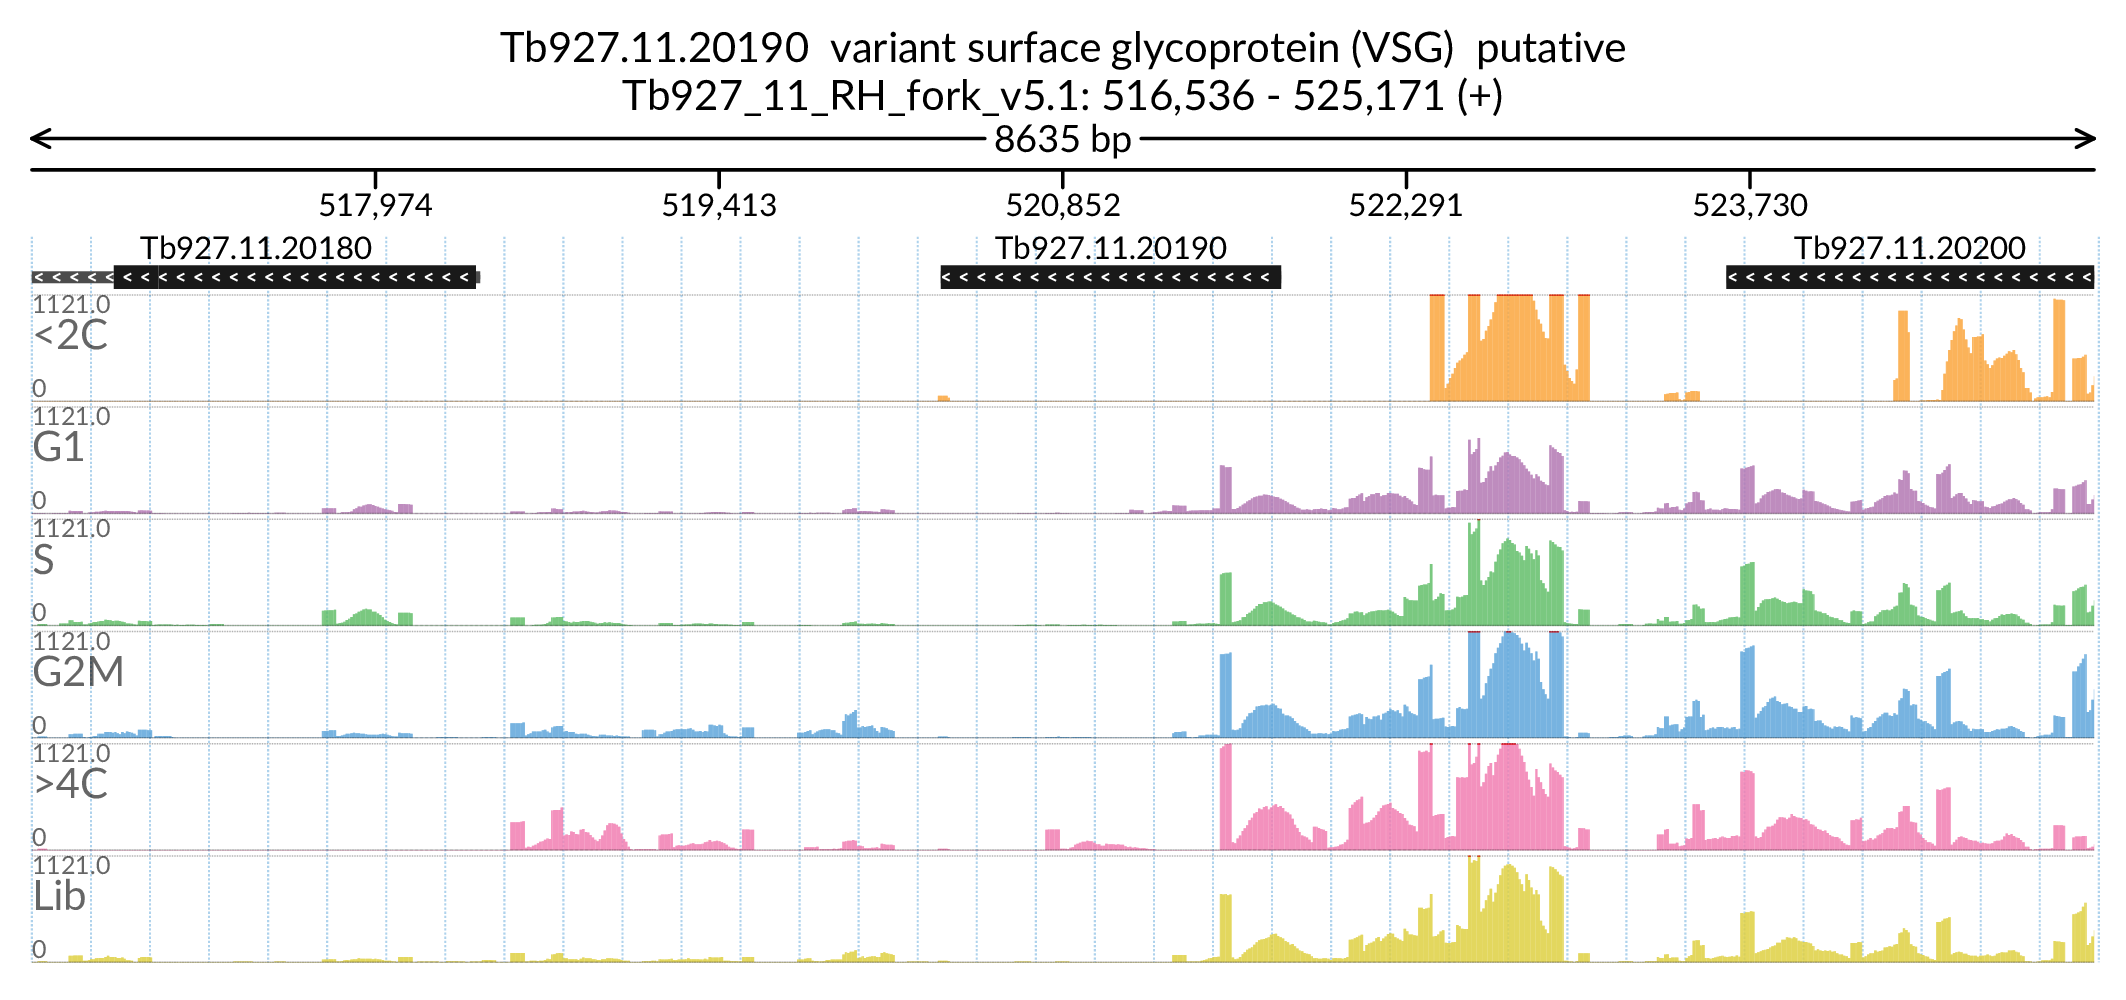 Tb927.11.20190 variant surface glycoprotein (VSG) putative
Tb927_11_RH_fork_v5.1: 516,536 - 525,171 (+)
8635 bp
517,974 519,413 520,852 522,291 523,730
Tb927.11.20180 Tb927.11.20190 Tb927.11.20200
1121.0
<2C
0
1121.0
G1
0
1121.0
S
0
1121.0
G2M
0
1121.0
>4C
0
1121.0
Lib
0